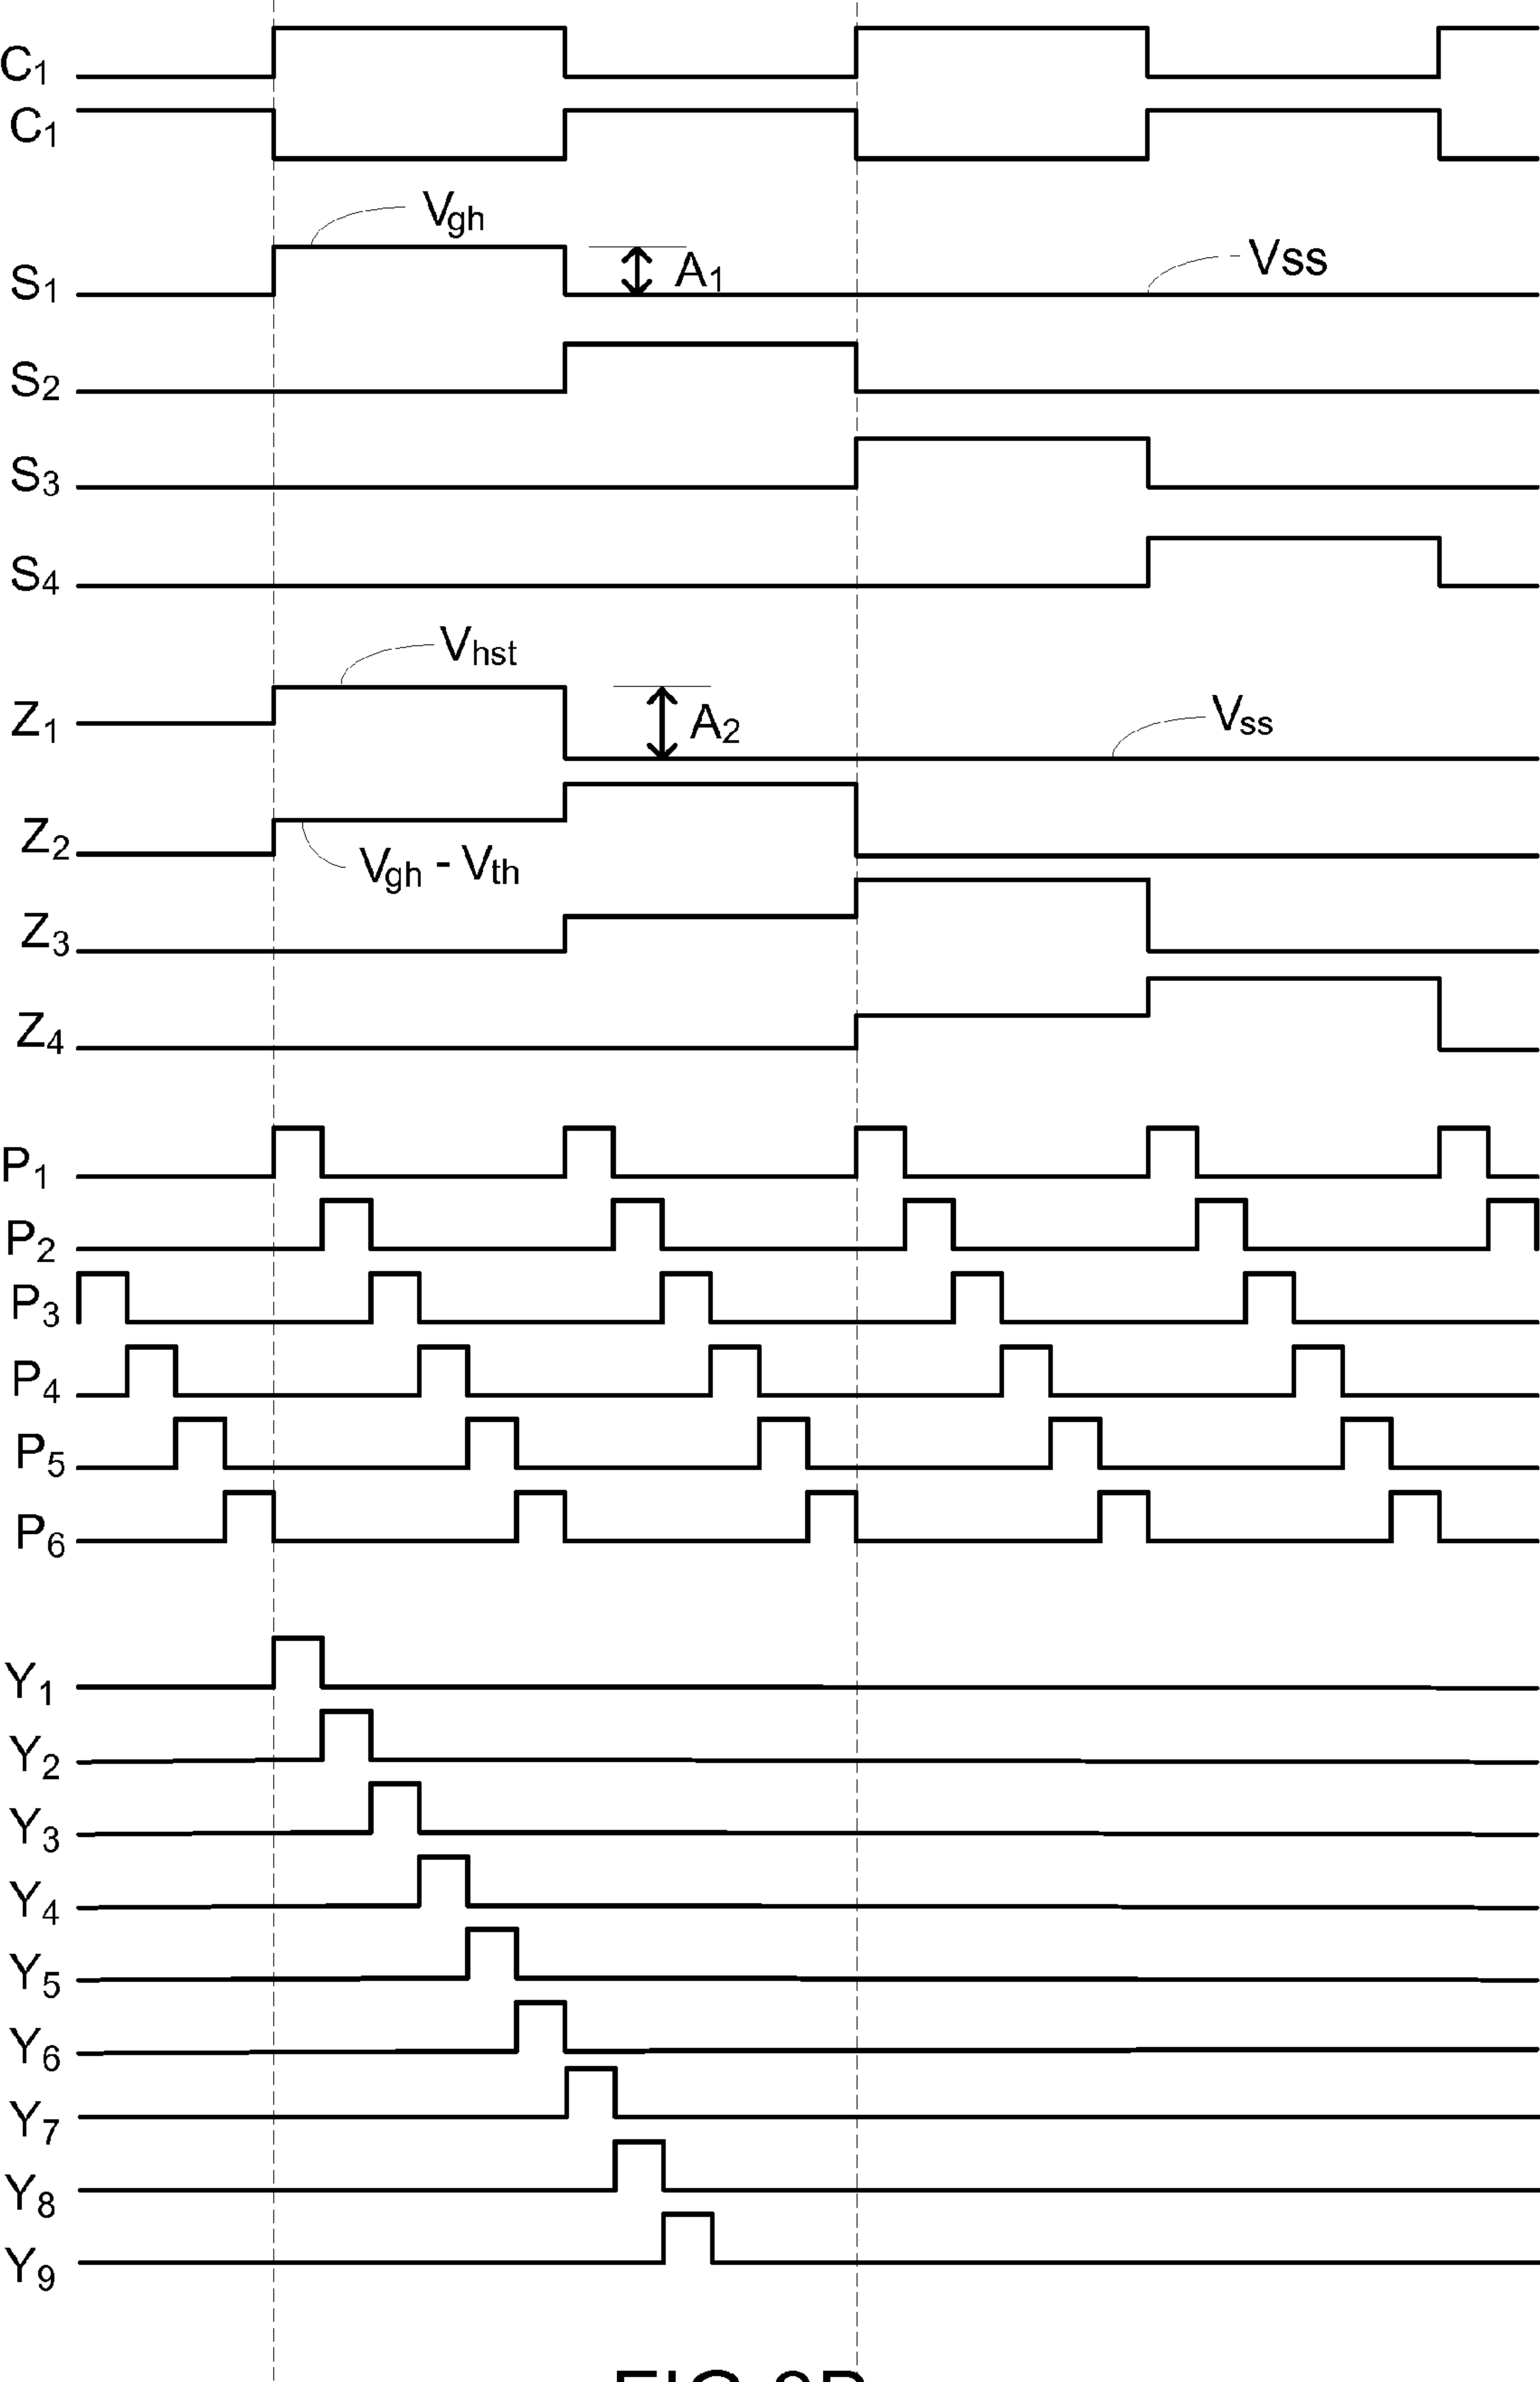 C1
C1
Vgh
S1
A1
Vss
S2
S3
S4
Vhst
Z1
A2
Vss
Z2
Vgh - Vth
Z3
Z4
P1
P2
P3
P4
P5
P6
Y1
Y2
Y3
Y4
Y5
Y6
Y7
Y8
Y9